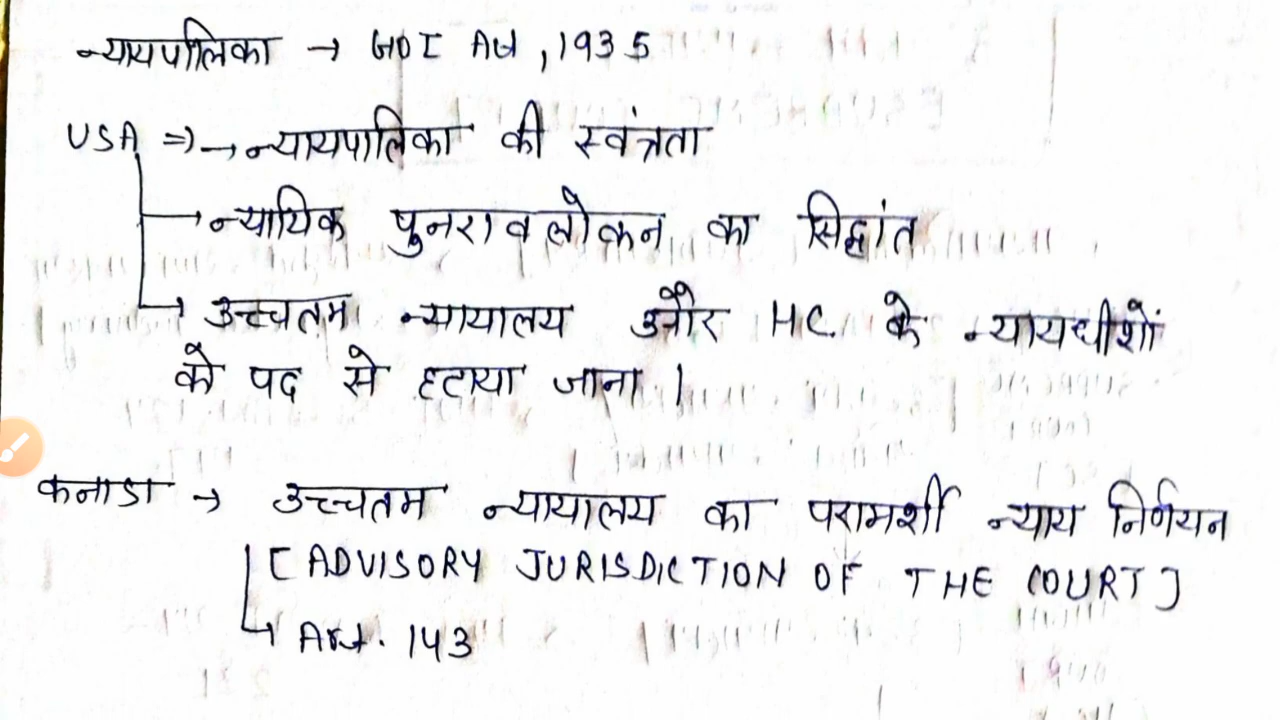 न्यायपालिका → GOI Act, 1935
USA ⇒ → न्यायपालिका की स्वंत्रता
→ न्यायिक पुनरावलोकन का सिद्धांत
→ उच्चतम न्यायालय और HC. के न्यायधीशों
को पद से हटाया जाना।
कनाडा → उच्चतम न्यायालय का परामर्शी न्याय निर्णयन
[ADVISORY JURISDICTION OF THE COURT]
↳ Art. 143